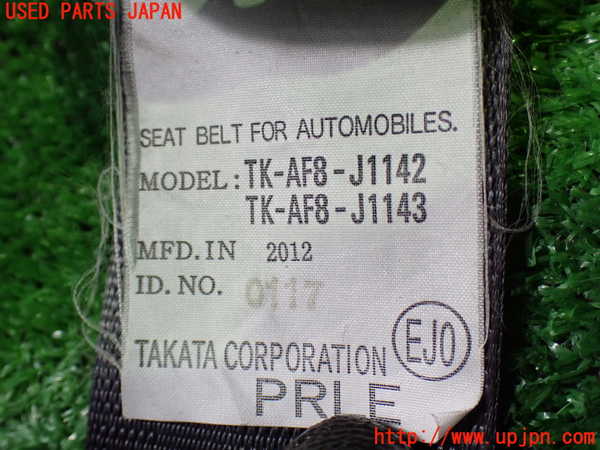 USED PARTS JAPAN
SEAT BELT FOR AUTOMOBILES.
MODEL: TK-AF8-J1142
TK-AF8-J1143
MFD. IN 2012
ID. NO. 0117
TAKATA CORPORATION EJ0
PRLE
http://www.upjpn.com/